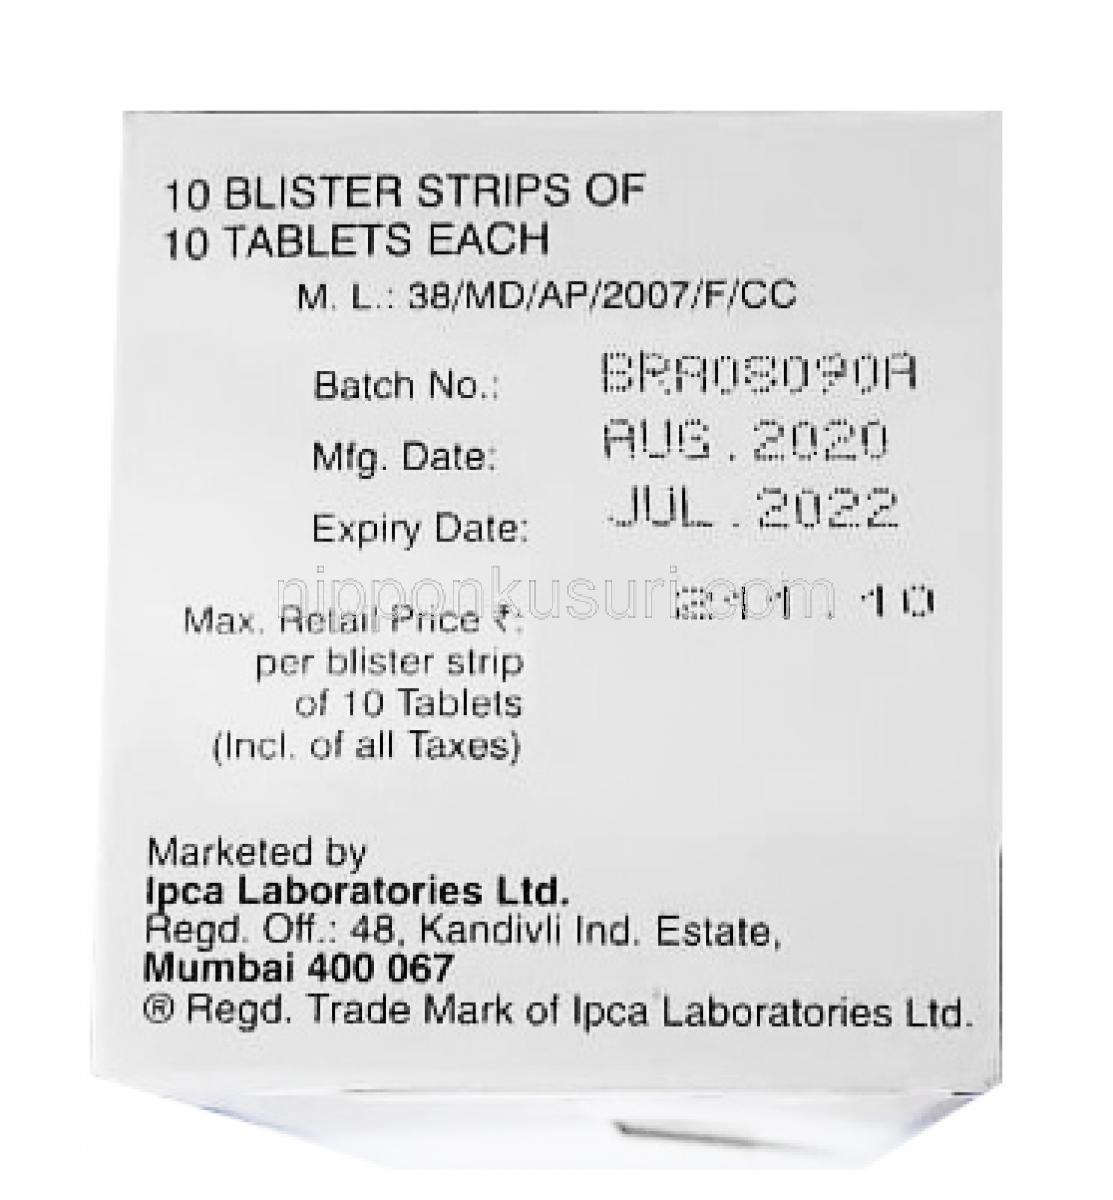 10 BLISTER STRIPS OF
10 TABLETS EACH
M. L.: 38/MD/AP/2007/F/CC
Batch No.:
Mfg. Date: AUG. 2020
Expiry Date: JUL. 2022
nipponkusuri.com
Max. Retail Price ₹:
per blister strip
of 10 Tablets
(Incl. of all Taxes)
Marketed by
Ipca Laboratories Ltd.
Regd. Off.: 48, Kandivli Ind. Estate,
Mumbai 400 067
® Regd. Trade Mark of Ipca Laboratories Ltd.